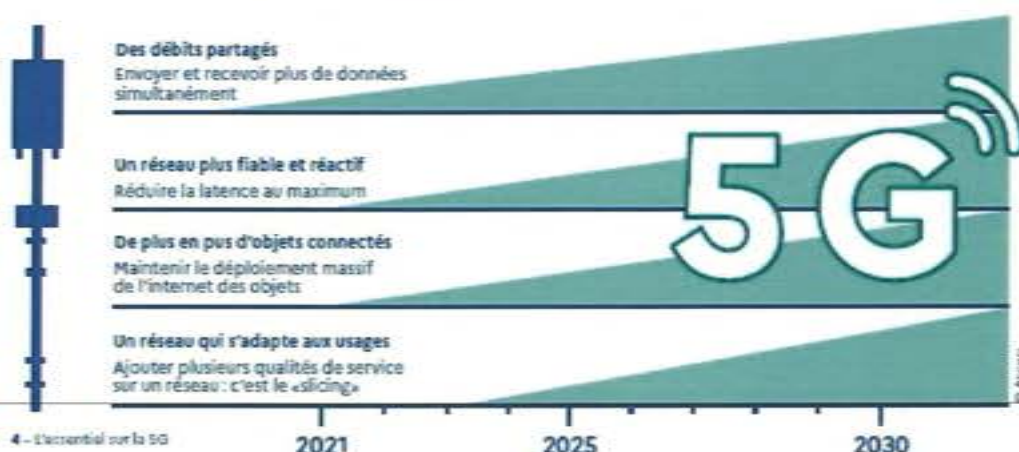 Des débits partagés
Envoyer et recevoir plus de données
simultanément
Un réseau plus fiable et réactif
Réduire la latence au maximum
De plus en pus d'objets connectés
Maintenir le déploiement massif
de l'internet des objets
Un réseau qui s'adapte aux usages
Ajouter plusieurs qualités de service
sur un réseau : c'est le «slicing»
5G
4 – L'essentiel sur la 5G
2021 2025 2030